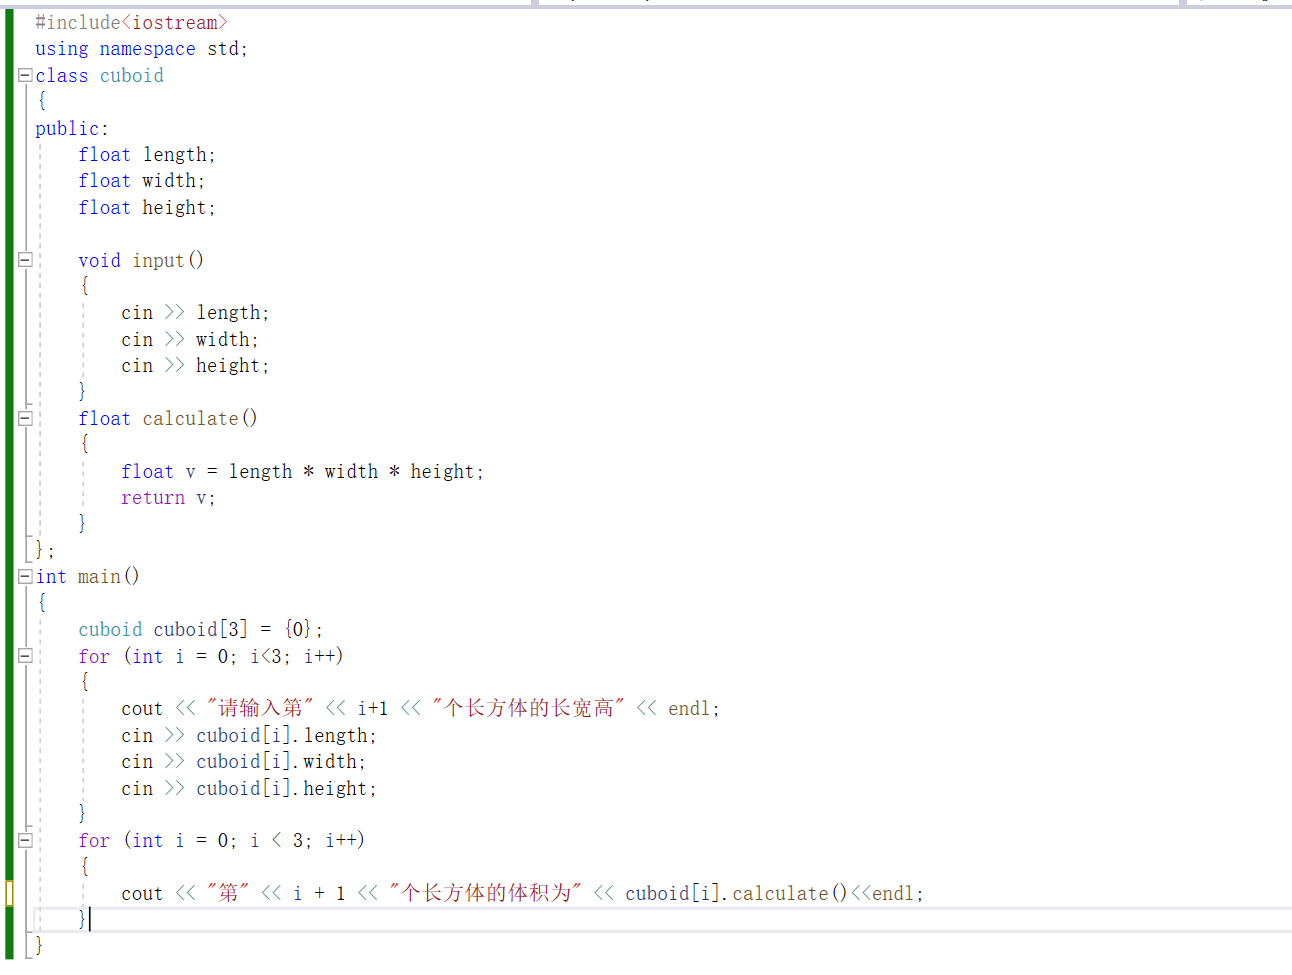 #include<iostream>
using namespace std;
class cuboid
{
public:
    float length;
    float width;
    float height;

    void input()
    {
        cin >> length;
        cin >> width;
        cin >> height;
    }
    float calculate()
    {
        float v = length * width * height;
        return v;
    }
};
int main()
{
    cuboid cuboid[3] = {0};
    for (int i = 0; i<3; i++)
    {
        cout << "请输入第" << i+1 << "个长方体的长宽高" << endl;
        cin >> cuboid[i].length;
        cin >> cuboid[i].width;
        cin >> cuboid[i].height;
    }
    for (int i = 0; i < 3; i++)
    {
        cout << "第" << i + 1 << "个长方体的体积为" << cuboid[i].calculate()<<endl;
    }
}